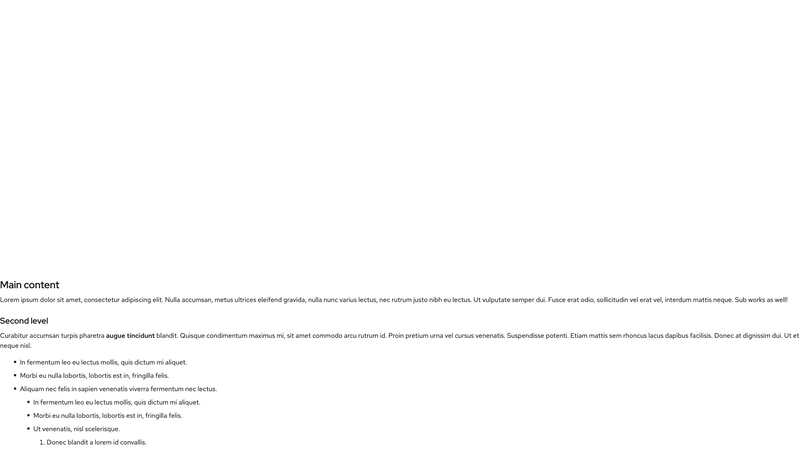 Main content
Lorem ipsum dolor sit amet, consectetur adipiscing elit. Nulla accumsan, metus ultrices eleifend gravida, nulla nunc varius lectus, nec rutrum justo nibh eu lectus. Ut vulputate semper dui. Fusce erat odio, sollicitudin vel erat vel, interdum mattis neque. Sub works as well!
Second level
Curabitur accumsan turpis pharetra augue tincidunt blandit. Quisque condimentum maximus mi, sit amet commodo arcu rutrum id. Proin pretium urna vel cursus venenatis. Suspendisse potenti. Etiam mattis sem rhoncus lacus dapibus facilisis. Donec at dignissim dui. Ut et
neque nisl.
• In fermentum leo eu lectus mollis, quis dictum mi aliquet.
• Morbi eu nulla lobortis, lobortis est in, fringilla felis.
• Aliquam nec felis in sapien venenatis viverra fermentum nec lectus.
• In fermentum leo eu lectus mollis, quis dictum mi aliquet.
• Morbi eu nulla lobortis, lobortis est in, fringilla felis.
• Ut venenatis, nisl scelerisque.
1. Donec blandit a lorem id convallis.